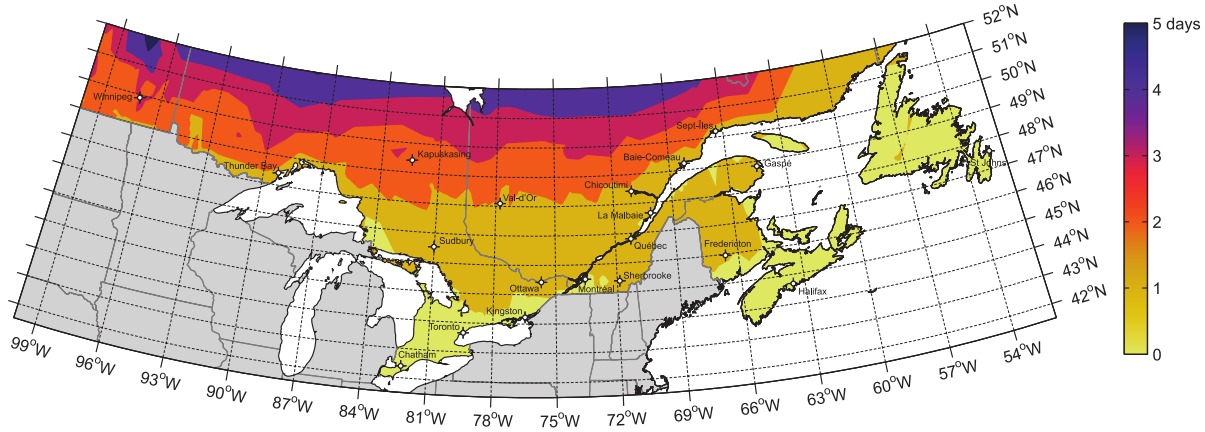 52°N
51°N
50°N
49°N
48°N
47°N
46°N
45°N
44°N
43°N
42°N
5 days
4
3
2
1
0
Winnipeg
Thunder Bay
Kapuskasing
Val-d'Or
Sudbury
Ottawa
Kingston
Toronto
Chatham
Montréal
Sherbrooke
Québec
La Malbaie
Chicoutimi
Baie-Comeau
Sept-Iles
Gaspé
Fredericton
Halifax
St Johns
99°W
96°W
93°W
90°W
87°W
84°W
81°W
78°W
75°W
72°W
69°W
66°W
63°W
60°W
57°W
54°W